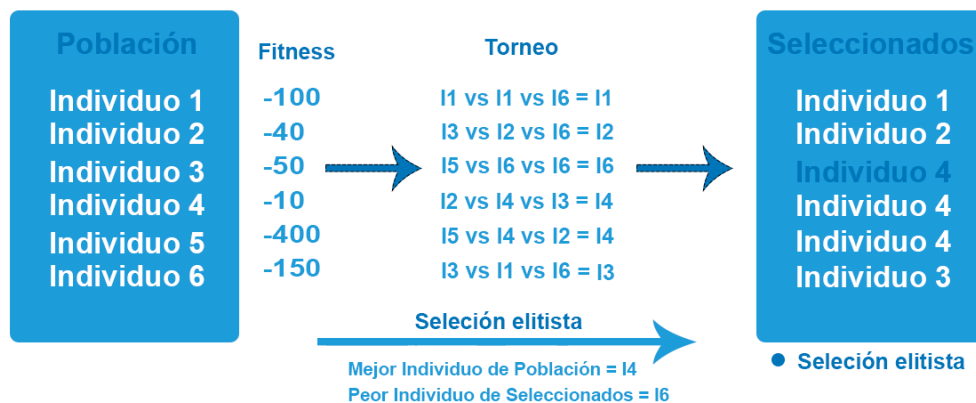 Población
Individuo 1
Individuo 2
Individuo 3
Individuo 4
Individuo 5
Individuo 6
Fitness
-100
-40
-50
-10
-400
-150
Torneo
I1 vs I1 vs I6 = I1
I3 vs I2 vs I6 = I2
I5 vs I6 vs I6 = I6
I2 vs I4 vs I3 = I4
I5 vs I4 vs I2 = I4
I3 vs I1 vs I6 = I3
Seleción elitista
Mejor Individuo de Población = I4
Peor Individuo de Seleccionados = I6
Seleccionados
Individuo 1
Individuo 2
Individuo 4
Individuo 4
Individuo 4
Individuo 3
● Seleción elitista